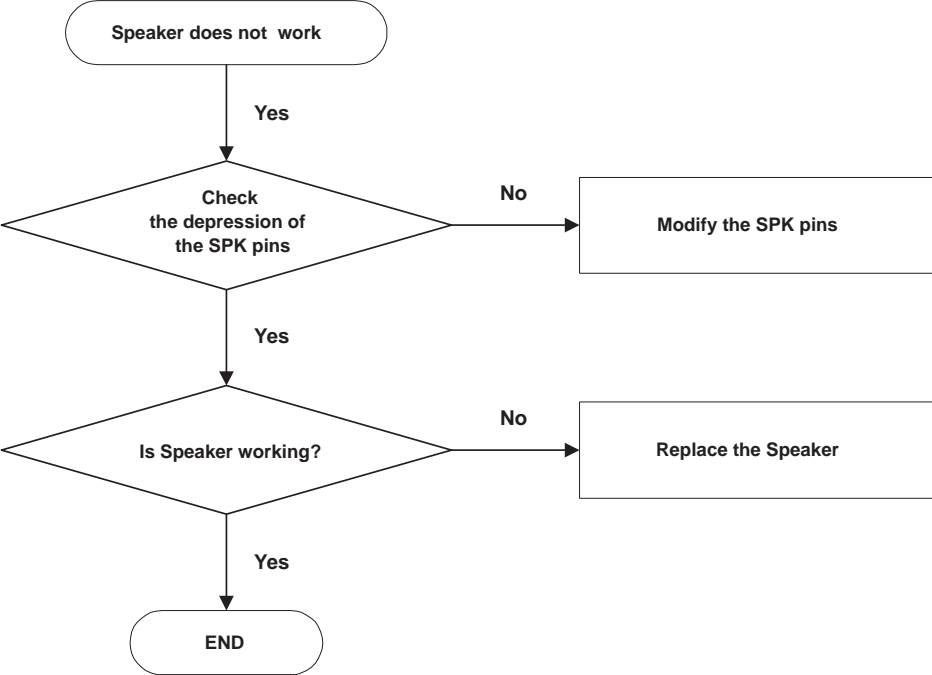 Speaker does not work
Yes
Check
the depression of
the SPK pins
No
Modify the SPK pins
Yes
Is Speaker working?
No
Replace the Speaker
Yes
END